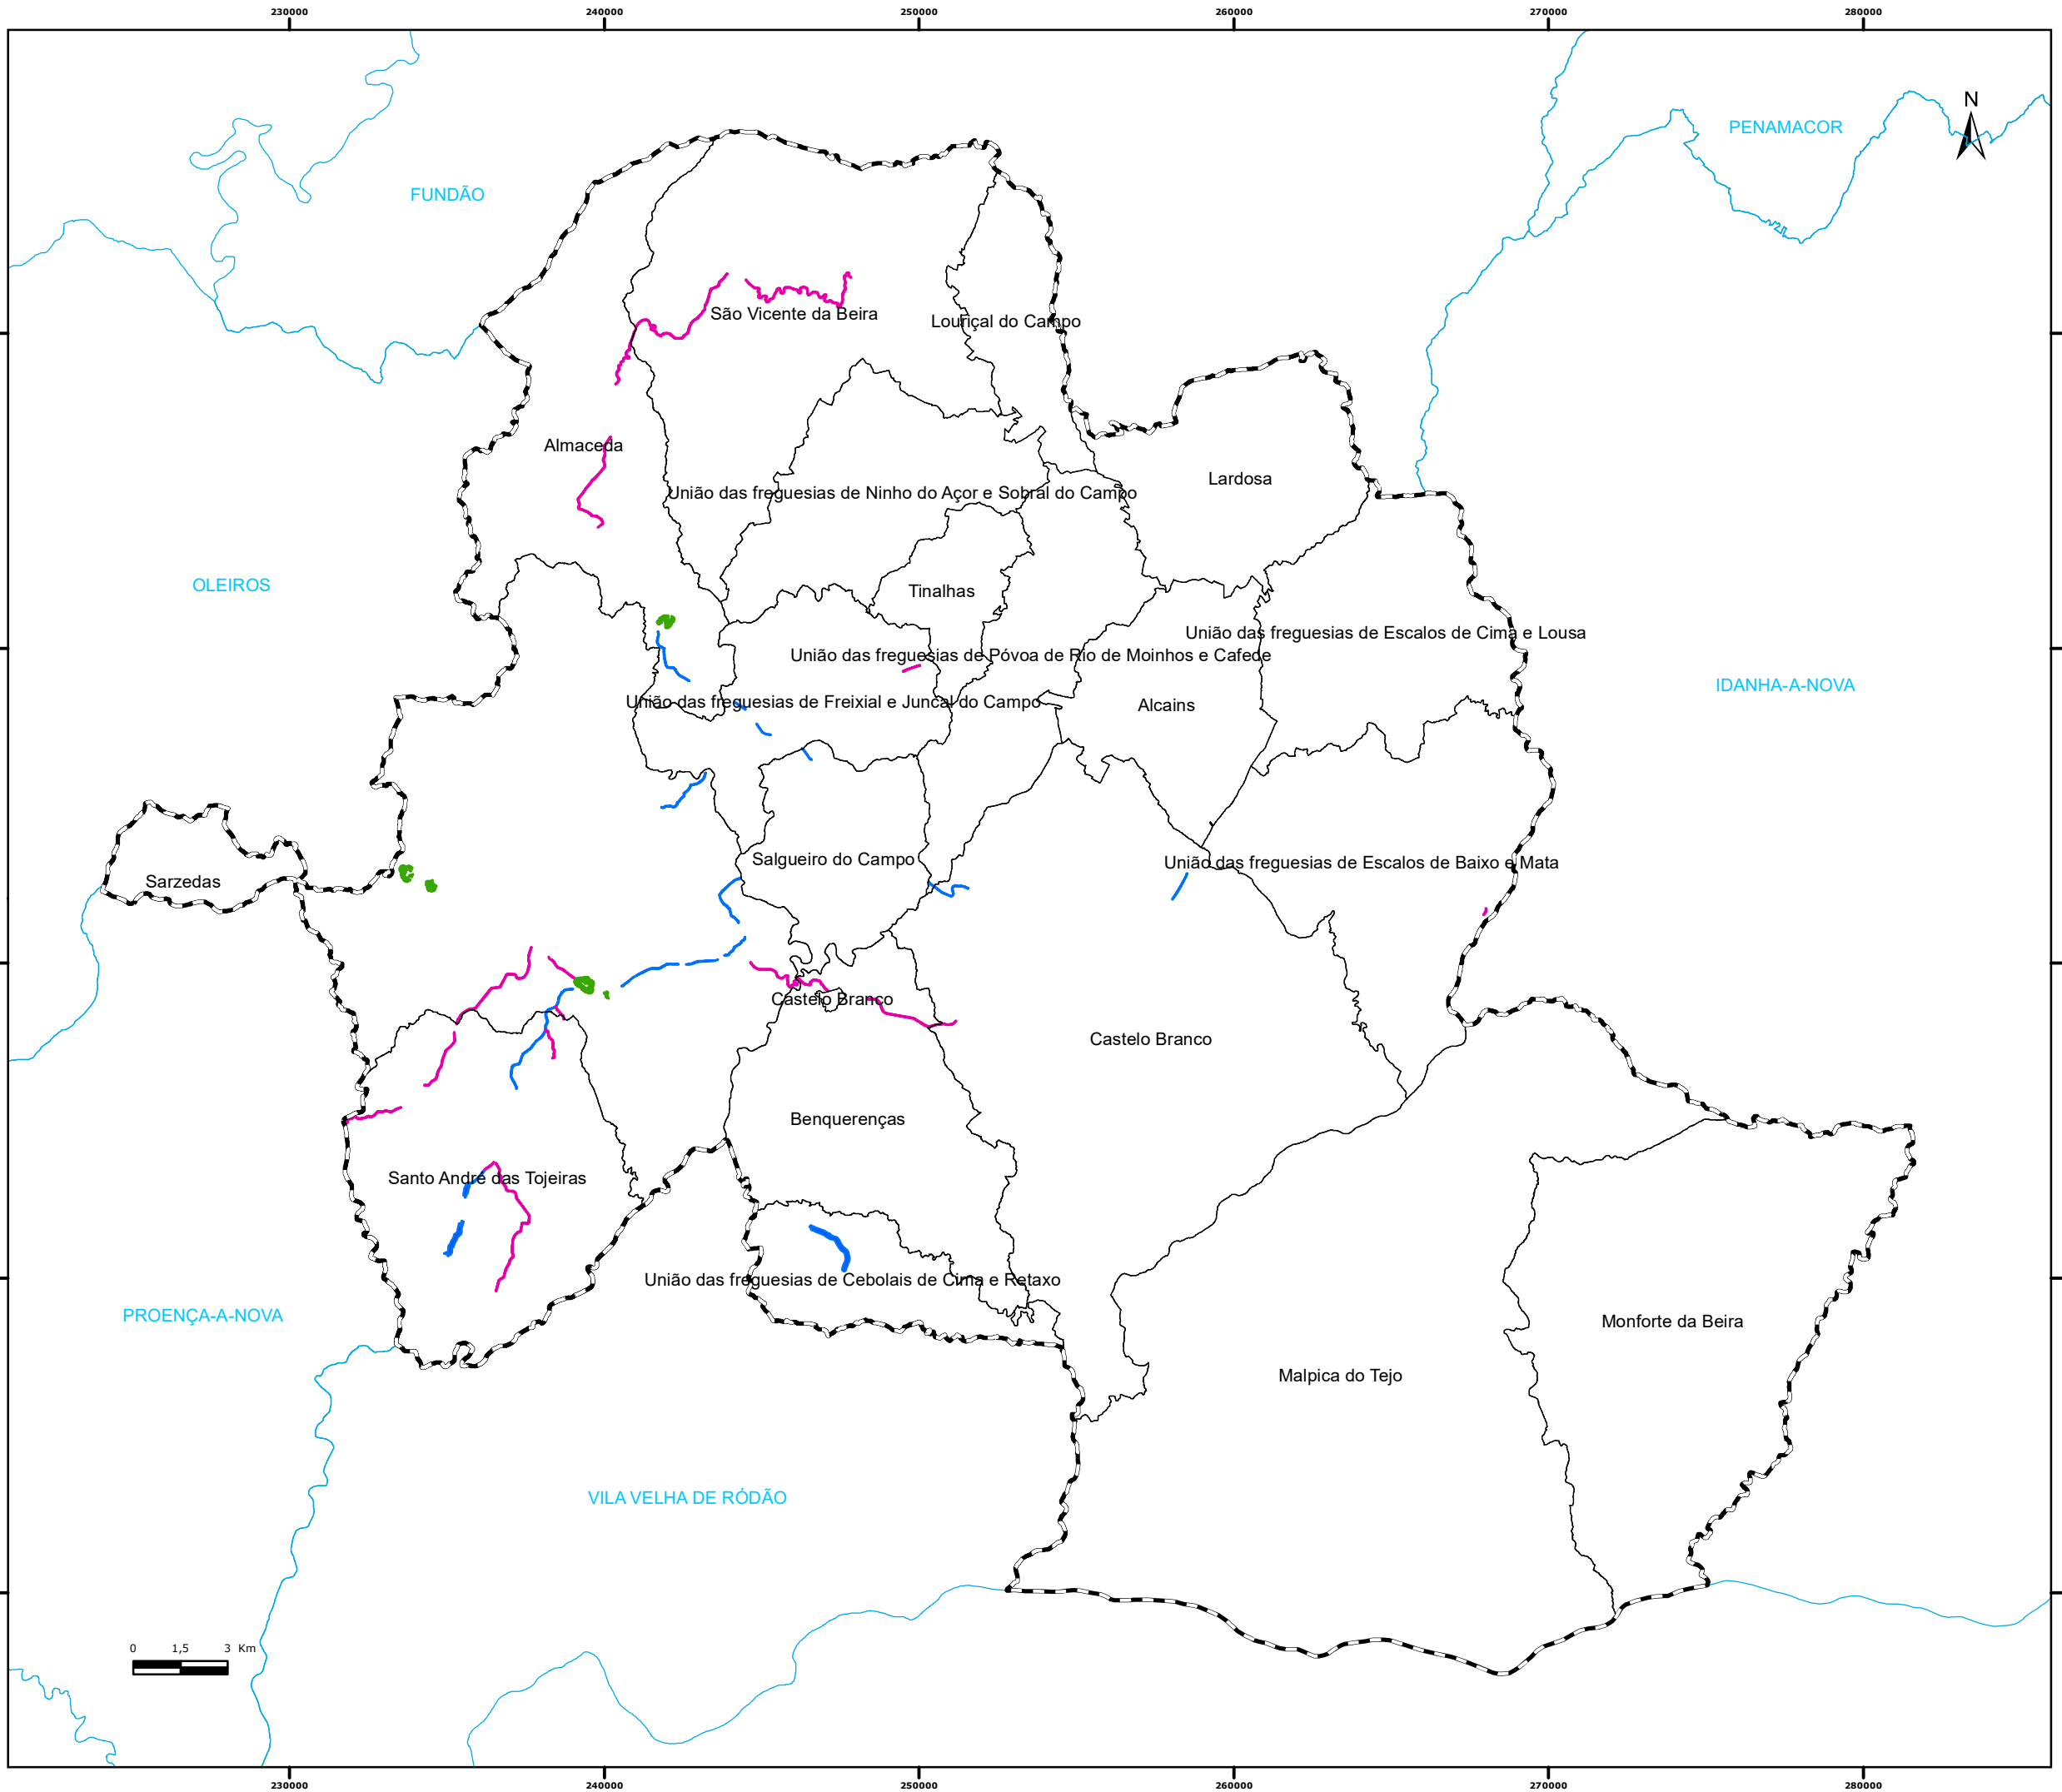 230000 240000 250000 260000 270000 280000
N
PENAMACOR
FUNDÃO
São Vicente da Beira
Louriçal do Campo
Almaceda
Lardosa
União das freguesias de Ninho do Açor e Sobral do Campo
OLEIROS
Tinalhas
União das freguesias de Escalos de Cima e Lousa
União das freguesias de Póvoa de Rio de Moinhos e Cafede
IDANHA-A-NOVA
União das freguesias de Freixial e Juncal do Campo
Alcains
Salgueiro do Campo
União das freguesias de Escalos de Baixo e Mata
Sarzedas
Castelo Branco
Castelo Branco
Benquerenças
Santo André das Tojeiras
União das freguesias de Cebolais de Cima e Retaxo
PROENÇA-A-NOVA
Monforte da Beira
Malpica do Tejo
VILA VELHA DE RÓDÃO
0 1,5 3 Km
230000 240000 250000 260000 270000 280000